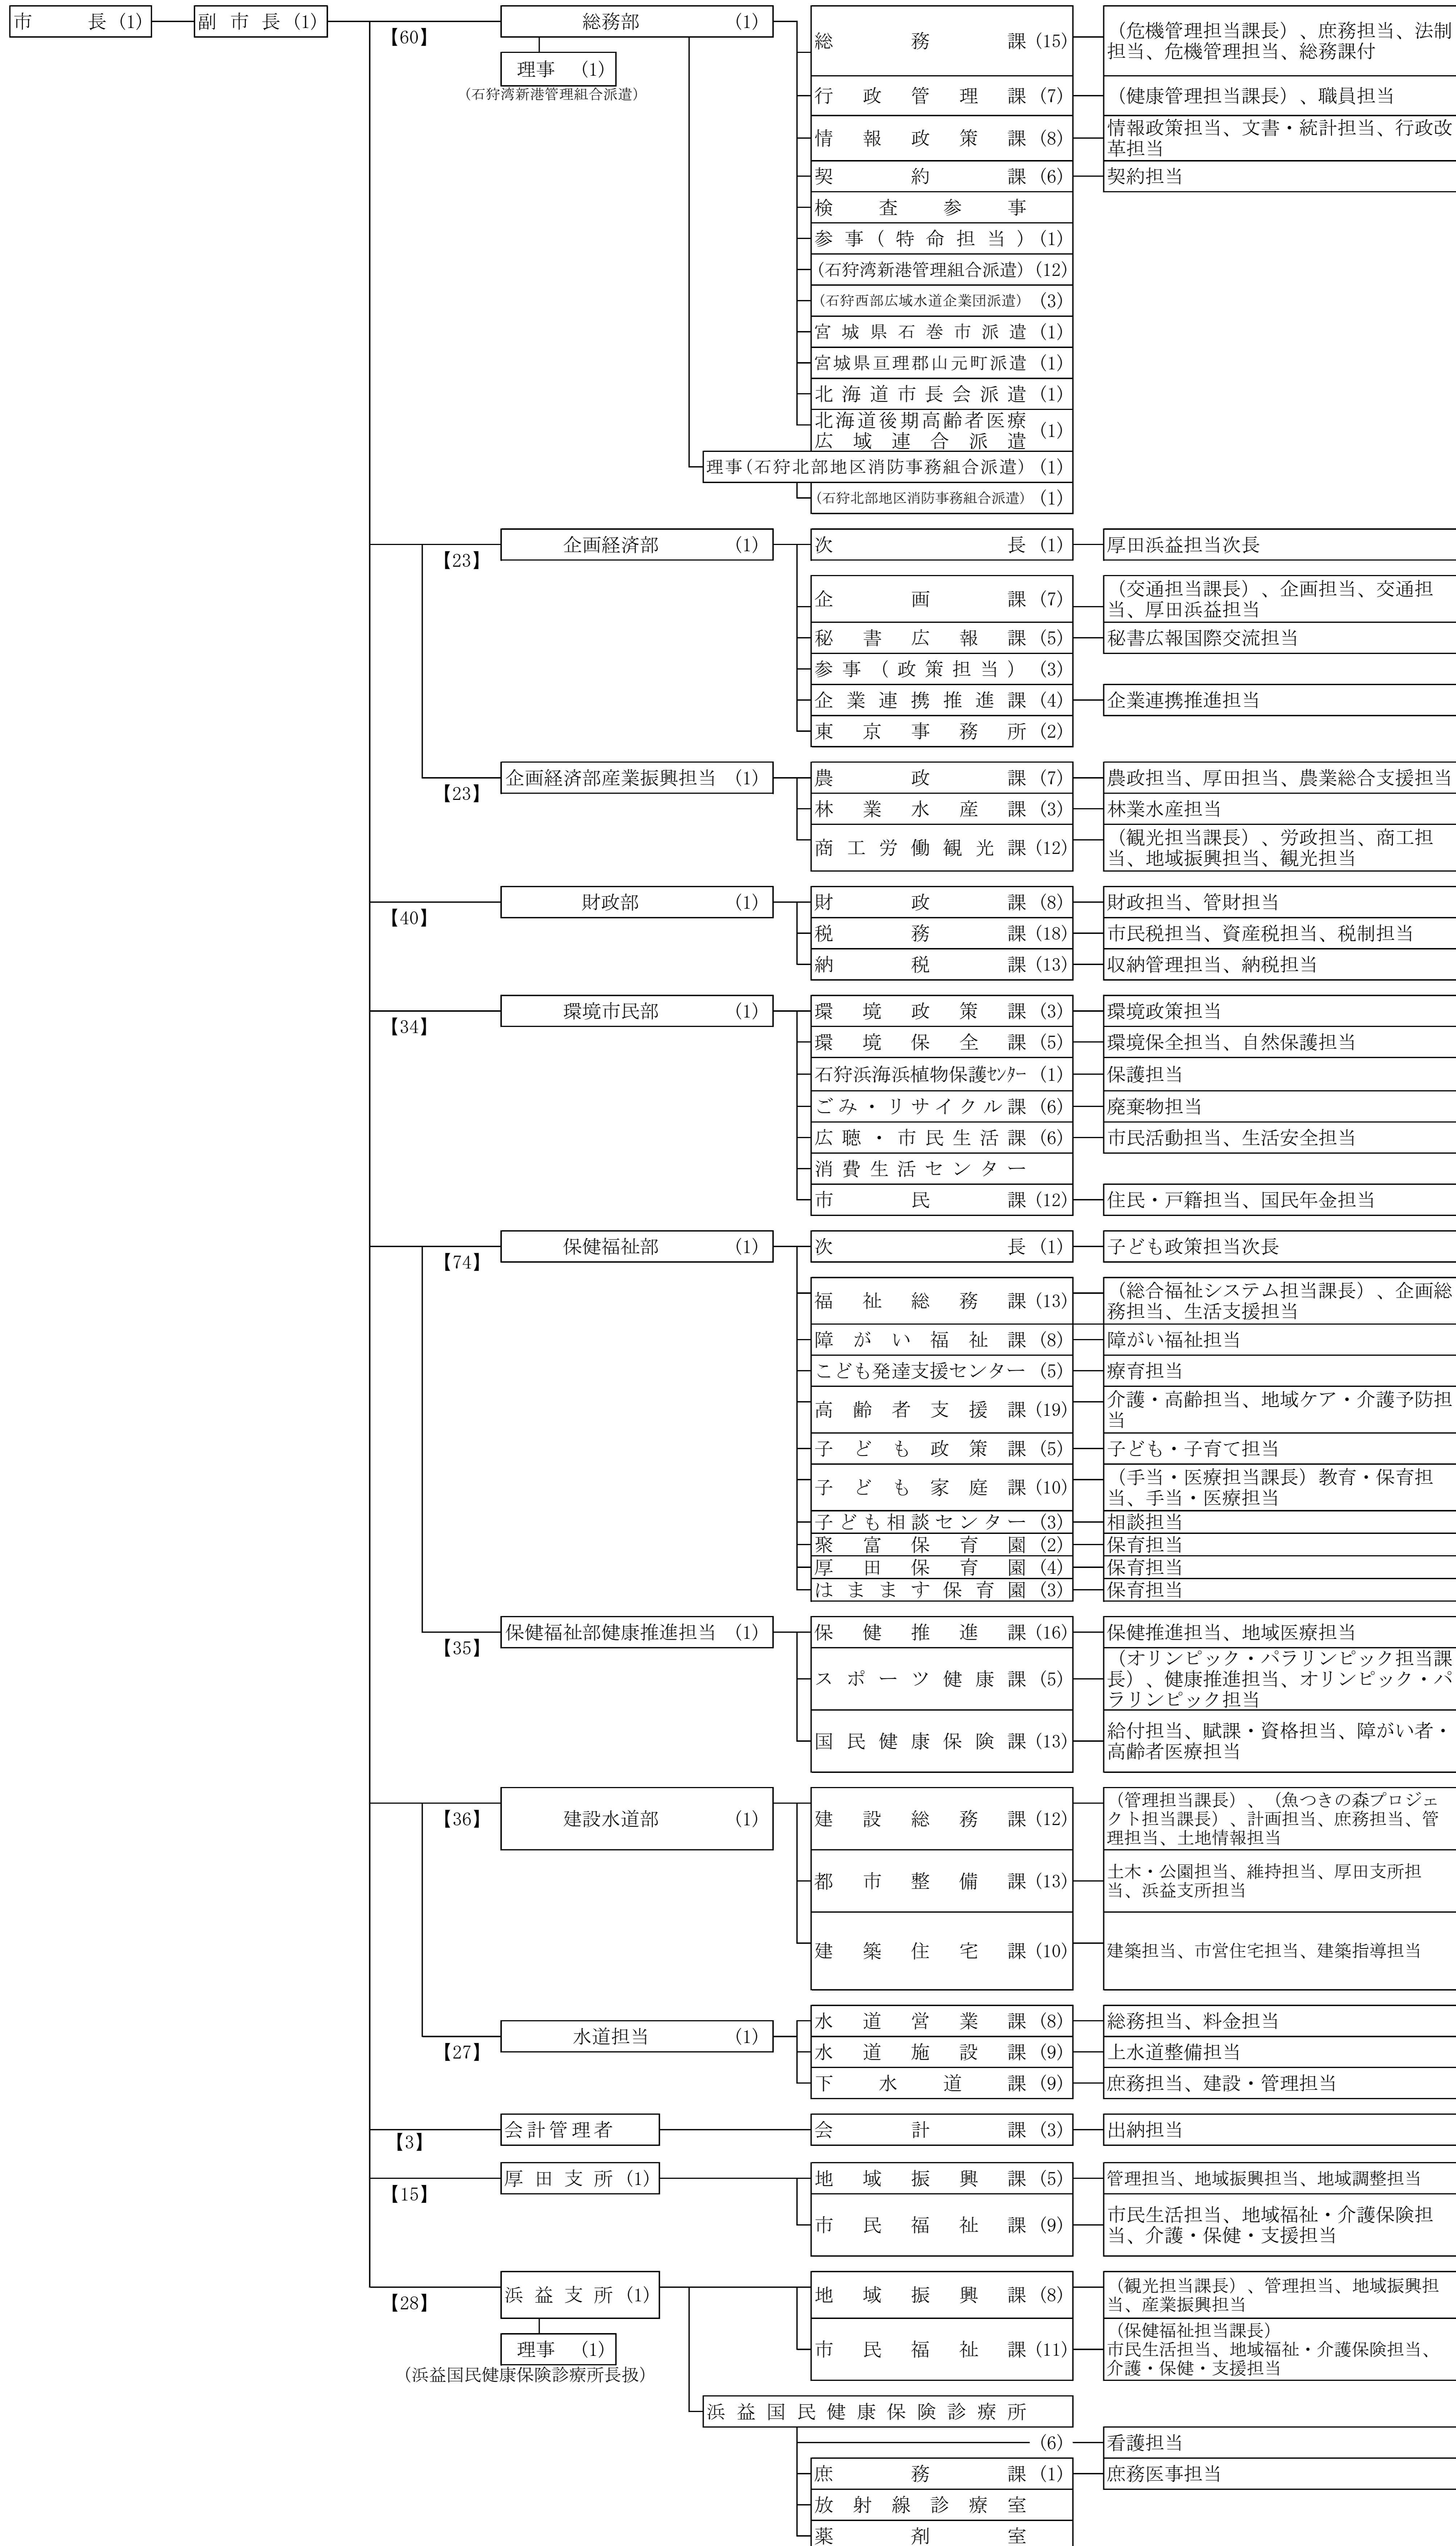 市長(1)
副市長(1)
【60】
総務部(1)
理事(1)
(石狩湾新港管理組合派遣)
総務課(15)
(危機管理担当課長)、庶務担当、法制
担当、危機管理担当、総務課付
行政管理課(7)
(健康管理担当課長)、職員担当
情報政策課(8)
情報政策担当、文書・統計担当、行政改
革担当
契約課(6)
契約担当
検査参事
参事(特命担当)(1)
(石狩湾新港管理組合派遣)(12)
(石狩西部広域水道企業団派遣)(3)
宮城県石巻市派遣(1)
宮城県亘理郡山元町派遣(1)
北海道市長会派遣(1)
北海道後期高齢者医療
広域連合派遣(1)
理事(石狩北部地区消防事務組合派遣)(1)
(石狩北部地区消防事務組合派遣)(1)
【23】
企画経済部(1)
次長(1)
厚田浜益担当次長
企画課(7)
(交通担当課長)、企画担当、交通担
当、厚田浜益担当
秘書広報課(5)
秘書広報国際交流担当
参事(政策担当)(3)
企業連携推進課(4)
企業連携推進担当
東京事務所(2)
【23】
企画経済部産業振興担当(1)
農政課(7)
農政担当、厚田担当、農業総合支援担当
林業水産課(3)
林業水産担当
商工労働観光課(12)
(観光担当課長)、労政担当、商工担
当、地域振興担当、観光担当
【40】
財政部(1)
財政課(8)
財政担当、管財担当
税務課(18)
市民税担当、資産税担当、税制担当
納税課(13)
収納管理担当、納税担当
【34】
環境市民部(1)
環境政策課(3)
環境政策担当
環境保全課(5)
環境保全担当、自然保護担当
石狩浜海浜植物保護センター(1)
保護担当
ごみ・リサイクル課(6)
廃棄物担当
広聴・市民生活課(6)
市民活動担当、生活安全担当
消費生活センター
市民課(12)
住民・戸籍担当、国民年金担当
【74】
保健福祉部(1)
次長(1)
子ども政策担当次長
福祉総務課(13)
(総合福祉システム担当課長)、企画総
務担当、生活支援担当
障がい福祉課(8)
障がい福祉担当
こども発達支援センター(5)
療育担当
高齢者支援課(19)
介護・高齢担当、地域ケア・介護予防担
当
子ども政策課(5)
子ども・子育て担当
子ども家庭課(10)
(手当・医療担当課長)教育・保育担
当、手当・医療担当
子ども相談センター(3)
相談担当
聚富保育園(2)
保育担当
厚田保育園(4)
保育担当
はまます保育園(3)
保育担当
【35】
保健福祉部健康推進担当(1)
保健推進課(16)
保健推進担当、地域医療担当
スポーツ健康課(5)
(オリンピック・パラリンピック担当課
長)、健康推進担当、オリンピック・パ
ラリンピック担当
国民健康保険課(13)
給付担当、賦課・資格担当、障がい者・
高齢者医療担当
【36】
建設水道部(1)
建設総務課(12)
(管理担当課長)、(魚つきの森プロジェ
クト担当課長)、計画担当、庶務担当、管
理担当、土地情報担当
都市整備課(13)
土木・公園担当、維持担当、厚田支所担
当、浜益支所担当
建築住宅課(10)
建築担当、市営住宅担当、建築指導担当
【27】
水道担当(1)
水道営業課(8)
総務担当、料金担当
水道施設課(9)
上水道整備担当
下水道課(9)
庶務担当、建設・管理担当
【3】
会計管理者
会計課(3)
出納担当
【15】
厚田支所(1)
地域振興課(5)
管理担当、地域振興担当、地域調整担当
市民福祉課(9)
市民生活担当、地域福祉・介護保険担
当、介護・保健・支援担当
【28】
浜益支所(1)
理事(1)
(浜益国民健康保険診療所長扱)
地域振興課(8)
(観光担当課長)、管理担当、地域振興担
当、産業振興担当
市民福祉課(11)
(保健福祉担当課長)
市民生活担当、地域福祉・介護保険担当、
介護・保健・支援担当
浜益国民健康保険診療所
(6)
看護担当
庶務課(1)
庶務医事担当
放射線診療室
薬剤室